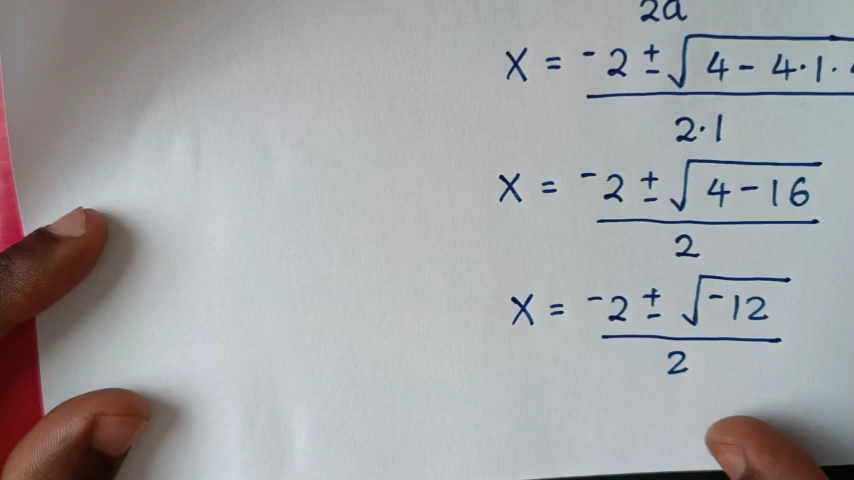 2a
x = -2 ± √4 - 4·1·
2·1
x = -2 ± √4 - 16
2
x = -2 ± √-12
2